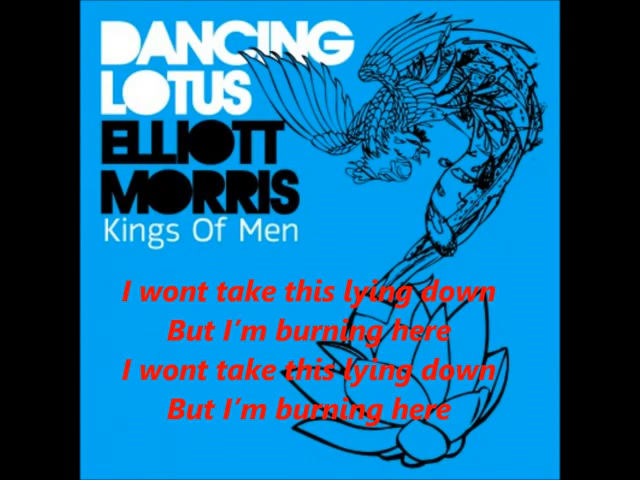 DANCING
LOTUS
ELLIOTT
MORRIS
Kings Of Men
I wont take this lying down
But I’m burning here
I wont take this lying down
But I’m burning here